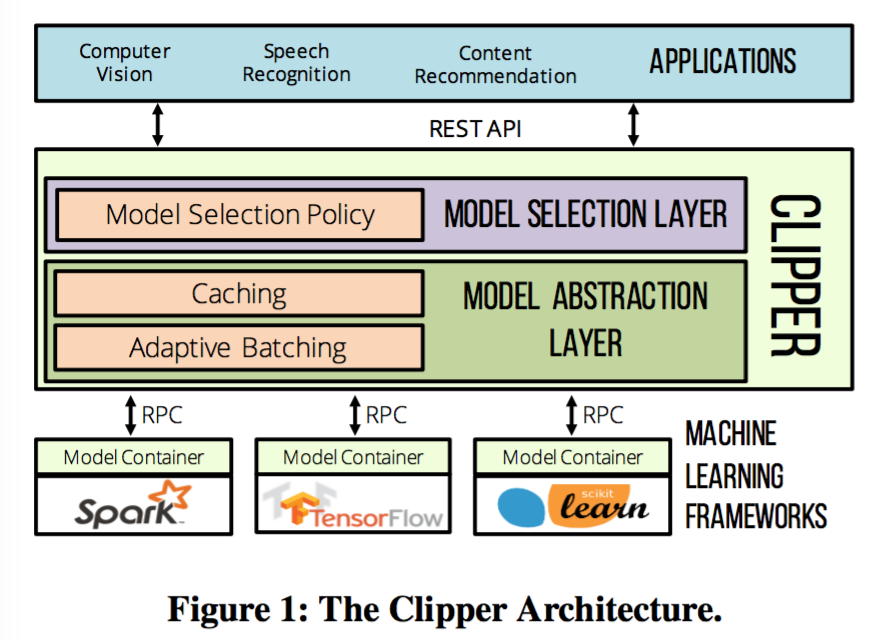 Computer
Vision
Speech
Recognition
Content
Recommendation
APPLICATIONS
REST API
Model Selection Policy
MODEL SELECTION LAYER
Caching
Adaptive Batching
MODEL ABSTRACTION
LAYER
CLIPPER
RPC
RPC
RPC
Model Container
Model Container
Model Container
Spark
TensorFlow
scikit
learn
MACHINE
LEARNING
FRAMEWORKS
Figure 1: The Clipper Architecture.